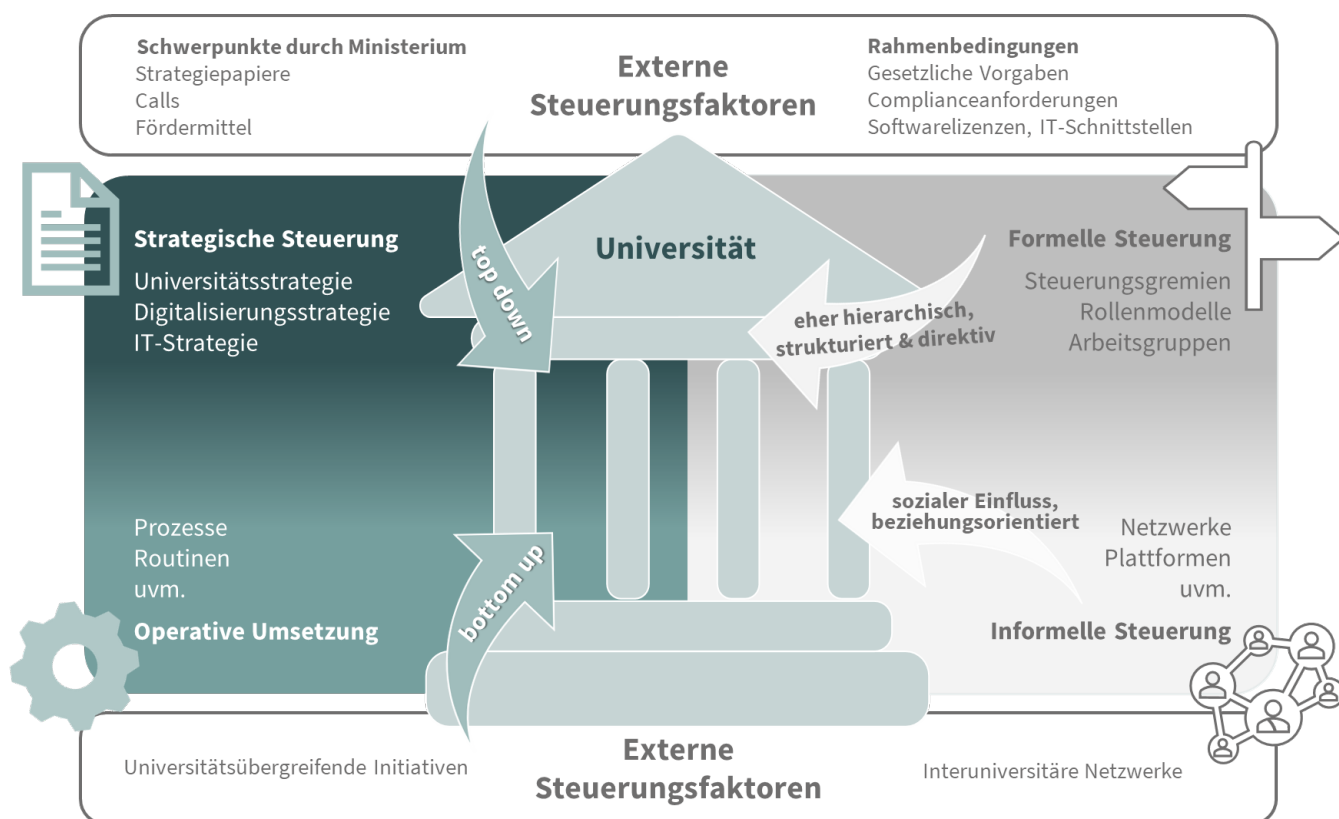 Schwerpunkte durch Ministerium
Strategiepapiere
Calls
Fördermittel
Externe
Steuerungsfaktoren
Rahmenbedingungen
Gesetzliche Vorgaben
Complianceanforderungen
Softwarelizenzen, IT-Schnittstellen
Strategische Steuerung
Universitätsstrategie
Digitalisierungsstrategie
IT-Strategie
top down
Universität
eher hierarchisch,
strukturiert & direktiv
Formelle Steuerung
Steuerungsgremien
Rollenmodelle
Arbeitsgruppen
Prozesse
Routinen
uvm.
Operative Umsetzung
bottom up
sozialer Einfluss,
beziehungsorientiert
Netzwerke
Plattformen
uvm.
Informelle Steuerung
Universitätsübergreifende Initiativen
Externe
Steuerungsfaktoren
Interuniversitäre Netzwerke